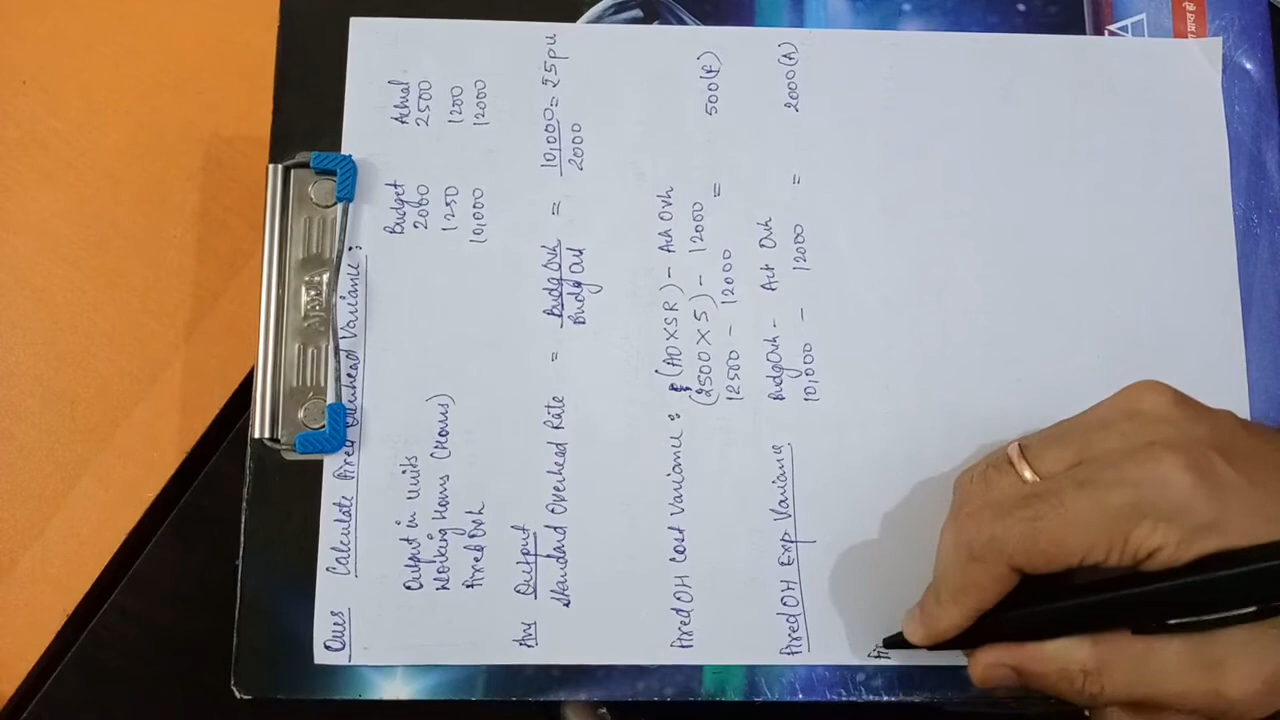 Ques Calculate Fixed Overhead Variance :
Budget Actual
Output in units 2000 2500
Working Hours (Hours) 1250 1200
Fixed Ovh 10,000 12000
Ans Output
Standard Overhead Rate = Budg Ovh / Budg Out = 10,000 / 2000 = ₹5 pu
Fixed OH Cost Variance : (AO X SR) - Act Ovh
(2500 X 5) - 12000
12500 - 12000 = 500 (F)
Fixed OH Exp Variance Budg Ovh - Act Ovh
10,000 - 12000 = 2000 (A)
Fi